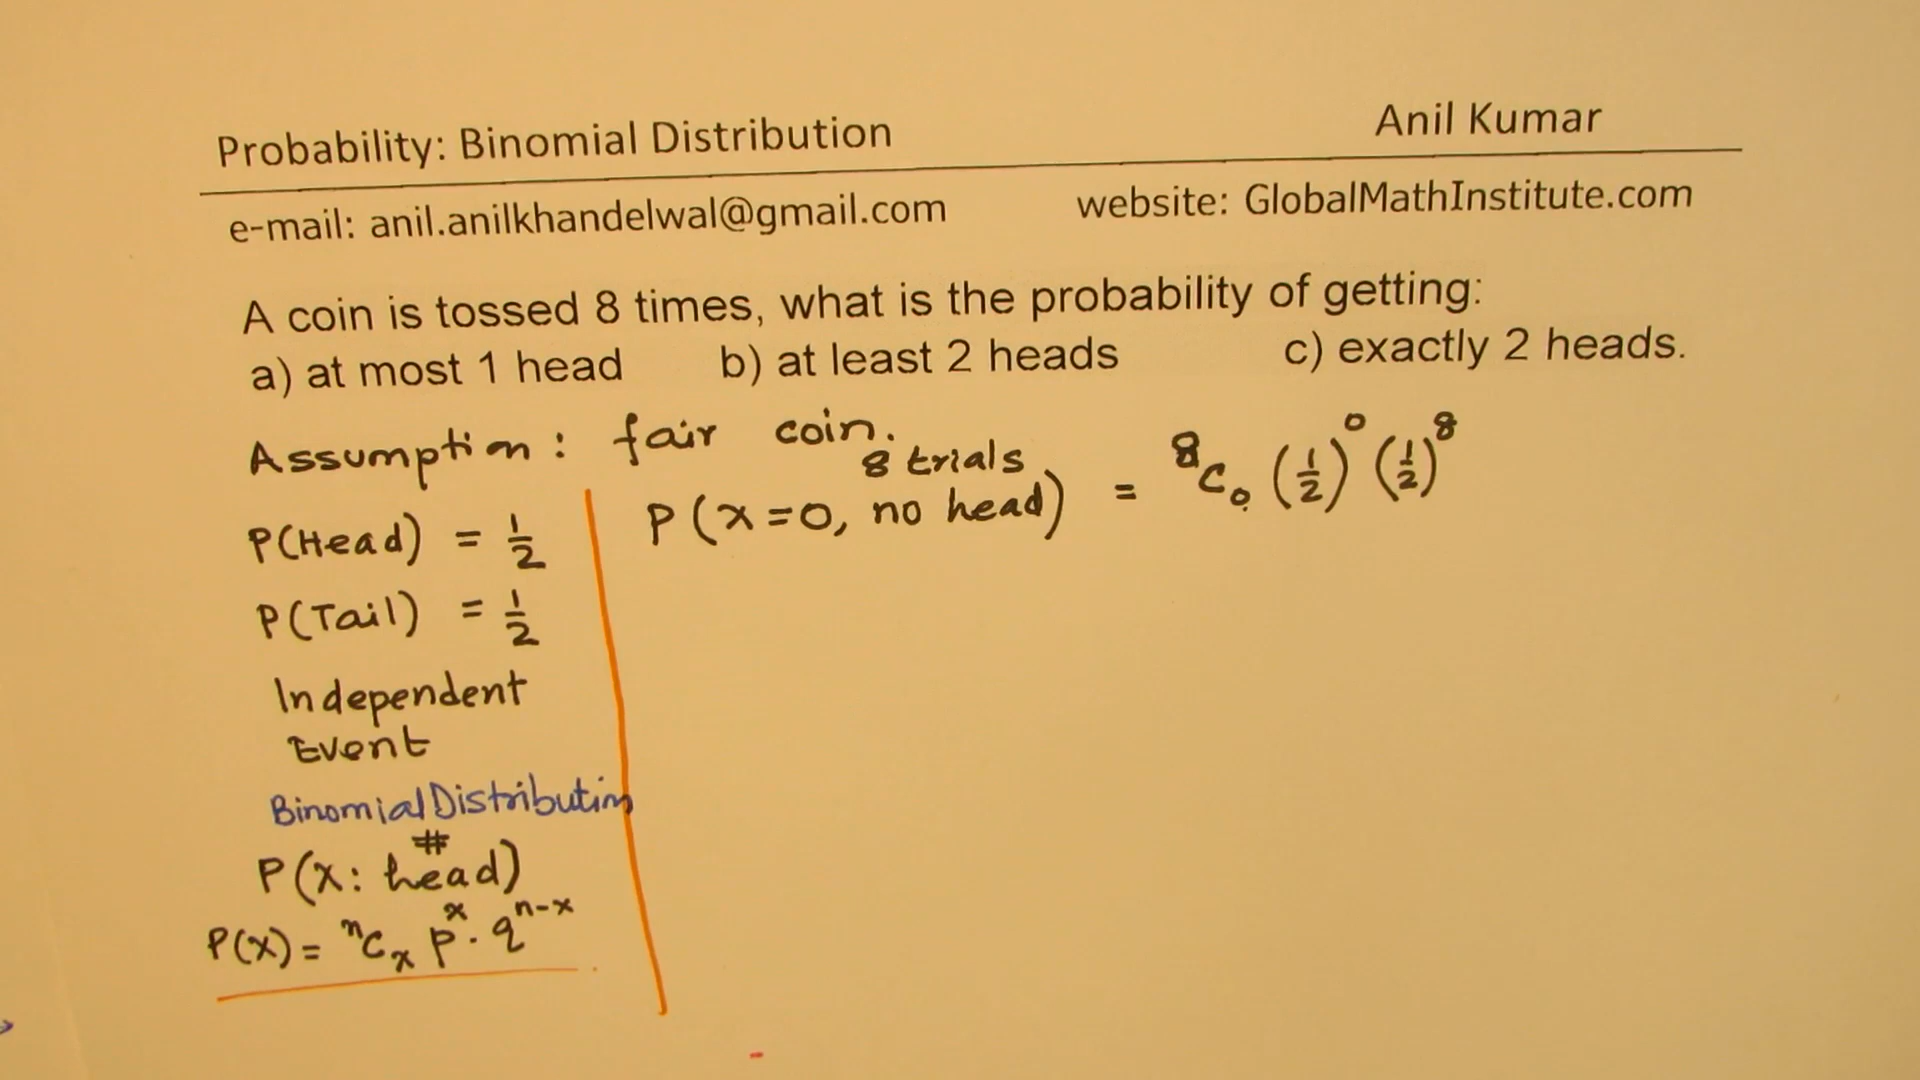 Probability: Binomial Distribution Anil Kumar
e-mail: anil.anilkhandelwal@gmail.com website: GlobalMathInstitute.com
A coin is tossed 8 times, what is the probability of getting:
a) at most 1 head b) at least 2 heads c) exactly 2 heads.
Assumption: fair coin.
8 trials
P(x=0, no head) = ⁸C₀ (1/2)⁰ (1/2)⁸
P(Head) = 1/2
P(Tail) = 1/2
Independent
Event
Binomial Distribution
#
P(X: head)
P(X) = ⁿCₓ pˣ · qⁿ⁻ˣ